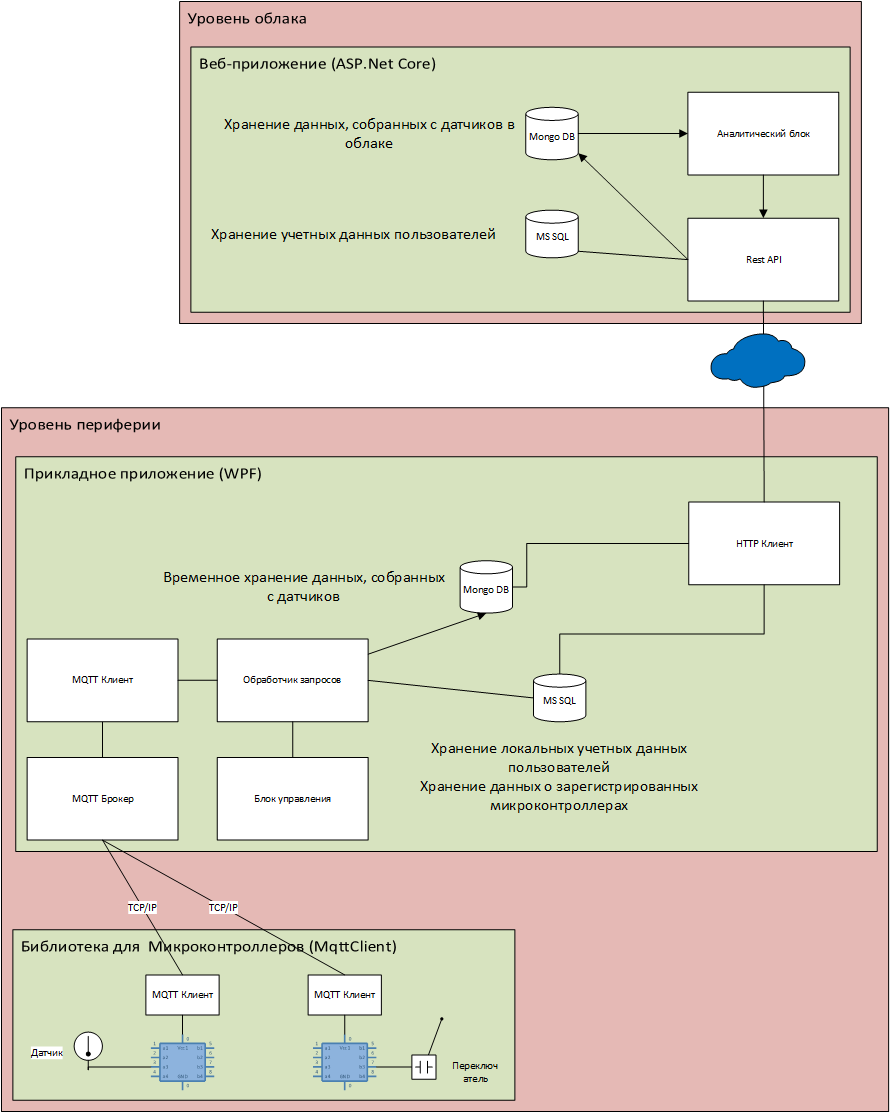 Уровень облака
Веб-приложение (ASP.Net Core)
Хранение данных, собранных с датчиков в
облаке
Mongo DB
Аналитический блок
Хранение учетных данных пользователей
MS SQL
Rest API
Уровень периферии
Прикладное приложение (WPF)
HTTP Клиент
Временное хранение данных, собранных
с датчиков
Mongo DB
MQTT Клиент
Обработчик запросов
MS SQL
Хранение локальных учетных данных
пользователей
Хранение данных о зарегистрированных
микроконтроллерах
MQTT Брокер
Блок управления
TCP/IP
TCP/IP
Библиотека для  Микроконтроллеров (MqttClient)
MQTT Клиент
MQTT Клиент
Датчик
Переключ
атель